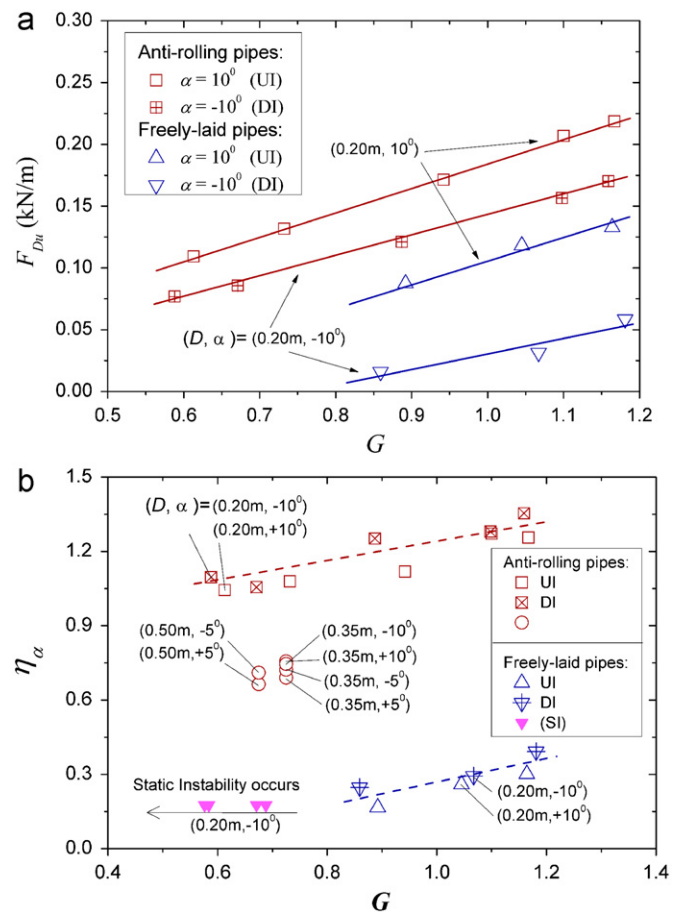 a
0.30
0.25
0.20
0.15
0.10
0.05
0.00
F_Du (kN/m)
Anti-rolling pipes:
α = 10⁰ (UI)
α = -10⁰ (DI)
Freely-laid pipes:
α = 10⁰ (UI)
α = -10⁰ (DI)
(0.20m, 10⁰)
(D, α )= (0.20m, -10⁰)
0.5 0.6 0.7 0.8 0.9 1.0 1.1 1.2
G
b
1.5
1.2
0.9
0.6
0.3
0.0
η_α
(D, α)=(0.20m, -10⁰)
(0.20m,+10⁰)
(0.50m, -5⁰)
(0.50m,+5⁰)
(0.35m, -10⁰)
(0.35m,+10⁰)
(0.35m, -5⁰)
(0.35m,+5⁰)
Anti-rolling pipes:
UI
DI
Freely-laid pipes:
UI
DI
(SI)
Static Instability occurs
(0.20m,-10⁰)
(0.20m,-10⁰)
(0.20m,+10⁰)
0.4 0.6 0.8 1.0 1.2 1.4
G